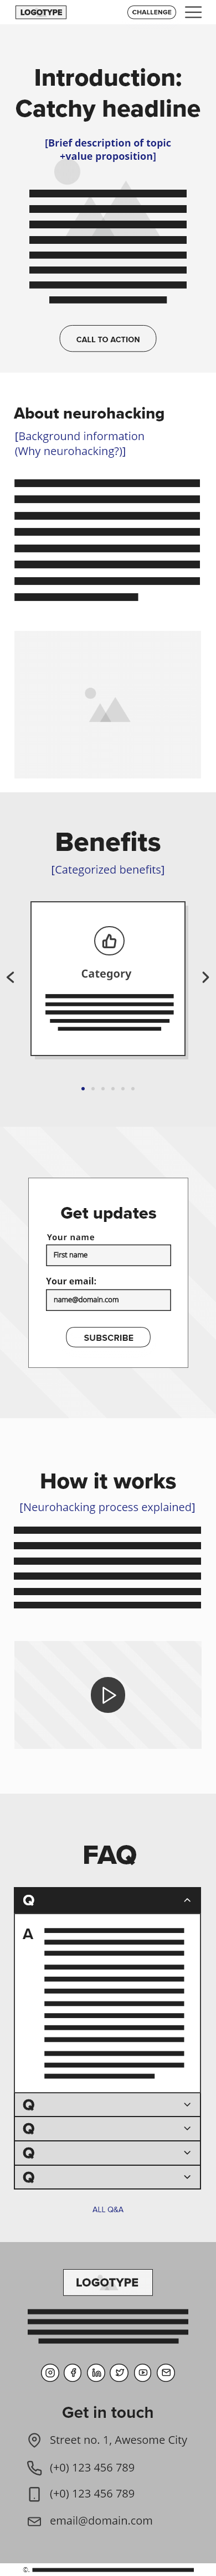 LOGOTYPE
CHALLENGE
Introduction:
Catchy headline
[Brief description of topic
+value proposition]
CALL TO ACTION
About neurohacking
[Background information
(Why neurohacking?)]
Benefits
[Categorized benefits]
Category
Get updates
Your name
First name
Your email:
name@domain.com
SUBSCRIBE
How it works
[Neurohacking process explained]
FAQ
Q
A
Q
Q
Q
Q
ALL Q&A
LOGOTYPE
Get in touch
Street no. 1, Awesome City
(+0) 123 456 789
(+0) 123 456 789
email@domain.com
©.